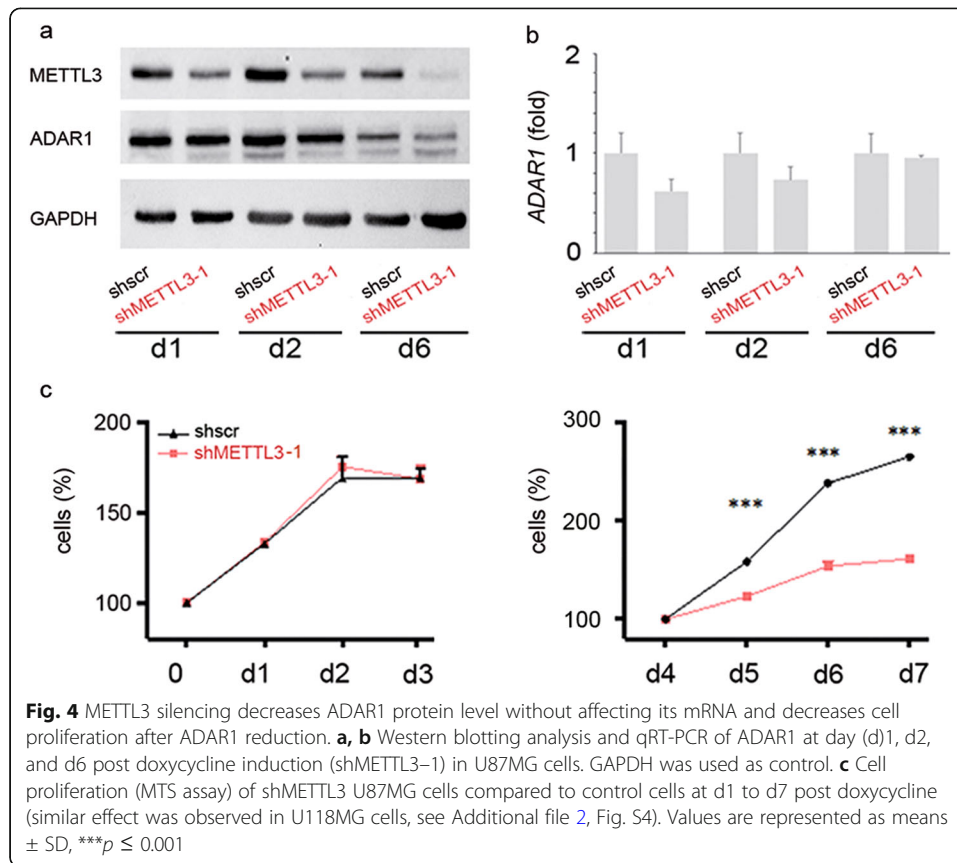 a
METTL3
ADAR1
GAPDH
shscr
shMETTL3-1
shscr
shMETTL3-1
shscr
shMETTL3-1
d1
d2
d6
b
ADAR1 (fold)
2
1
0
shscr
shMETTL3-1
shscr
shMETTL3-1
shscr
shMETTL3-1
d1
d2
d6
c
cells (%)
200
150
100
shscr
shMETTL3-1
0
d1
d2
d3
cells (%)
300
200
100
***
***
***
d4
d5
d6
d7
Fig. 4 METTL3 silencing decreases ADAR1 protein level without affecting its mRNA and decreases cell
proliferation after ADAR1 reduction. a, b Western blotting analysis and qRT-PCR of ADAR1 at day (d)1, d2,
and d6 post doxycycline induction (shMETTL3–1) in U87MG cells. GAPDH was used as control. c Cell
proliferation (MTS assay) of shMETTL3 U87MG cells compared to control cells at d1 to d7 post doxycycline
(similar effect was observed in U118MG cells, see Additional file 2, Fig. S4). Values are represented as means
± SD, ***p ≤ 0.001